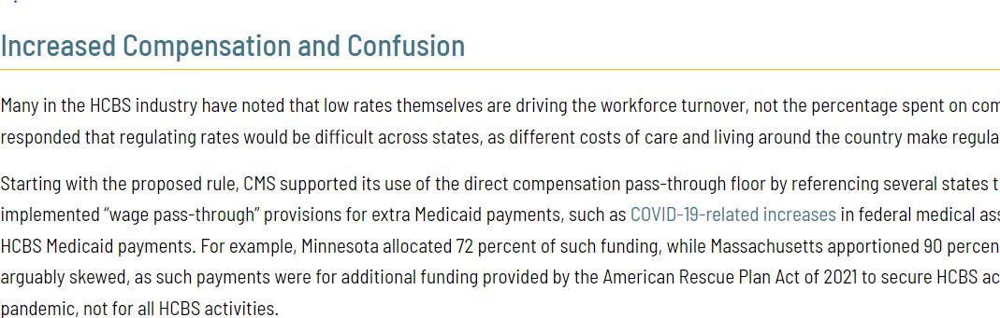 Increased Compensation and Confusion
Many in the HCBS industry have noted that low rates themselves are driving the workforce turnover, not the percentage spent on
responded that regulating rates would be difficult across states, as different costs of care and living around the country make
Starting with the proposed rule, CMS supported its use of the direct compensation pass-through floor by referencing several states
implemented “wage pass-through” provisions for extra Medicaid payments, such as COVID-19-related increases in federal medical
HCBS Medicaid payments. For example, Minnesota allocated 72 percent of such funding, while Massachusetts apportioned 90
arguably skewed, as such payments were for additional funding provided by the American Rescue Plan Act of 2021 to secure HCBS
pandemic, not for all HCBS activities.